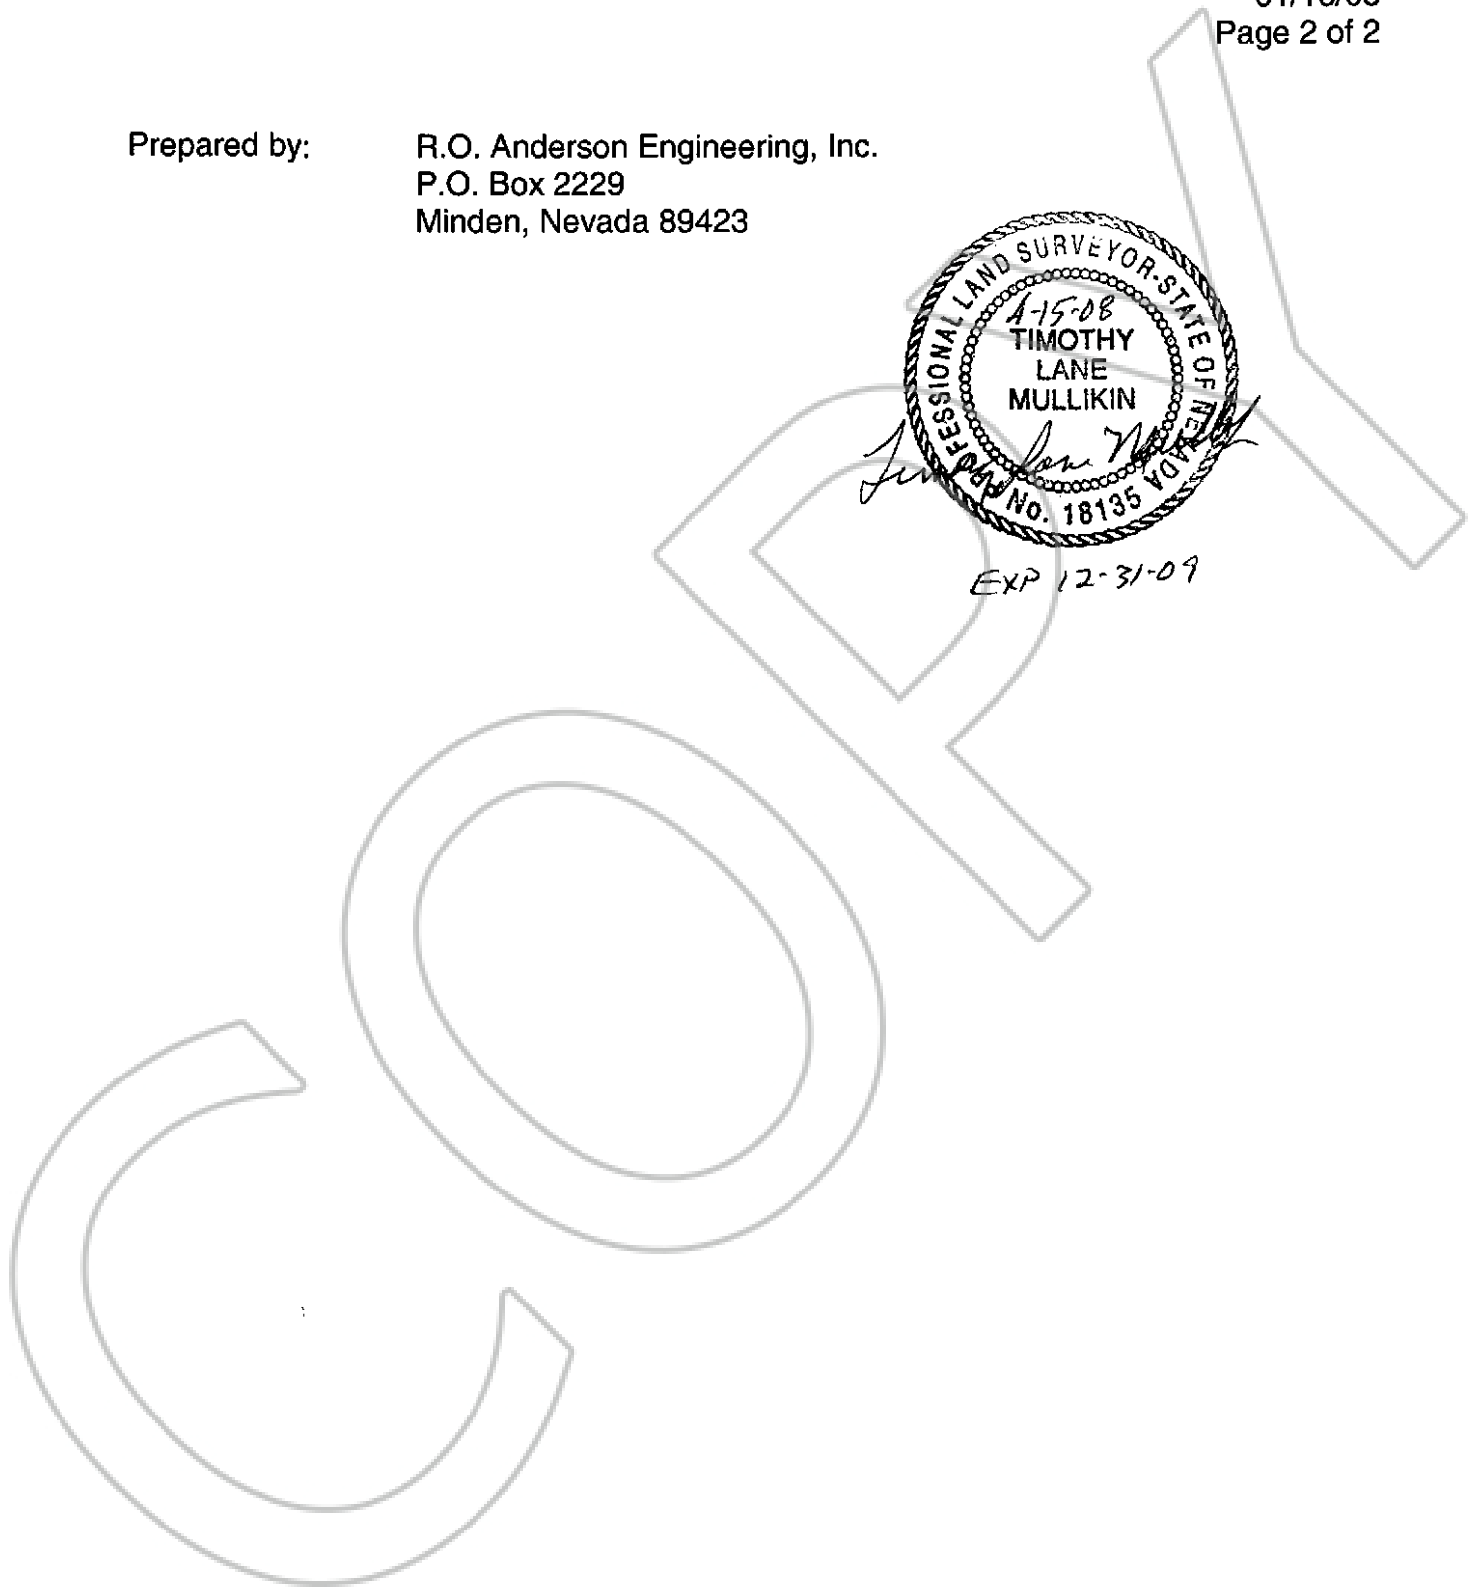 Page 2 of 2
Prepared by: R.O. Anderson Engineering, Inc.
P.O. Box 2229
Minden, Nevada 89423
PROFESSIONAL LAND SURVEYOR-STATE OF NEVADA
4-15-08
TIMOTHY
LANE
MULLIKIN
No. 18135
EXP 12-31-09
COPY